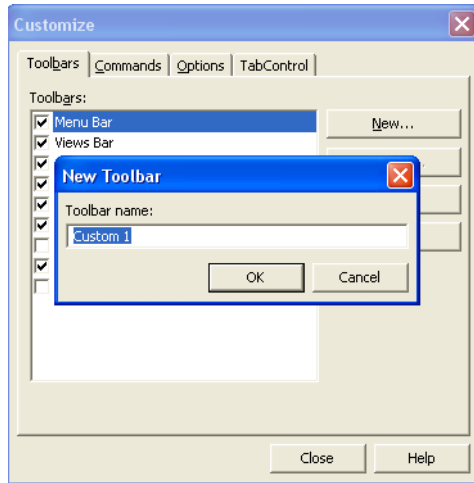 Customize
Toolbars Commands Options TabControl
Toolbars:
Menu Bar
Views Bar
New...
New Toolbar
Toolbar name:
Custom 1
OK Cancel
Close Help